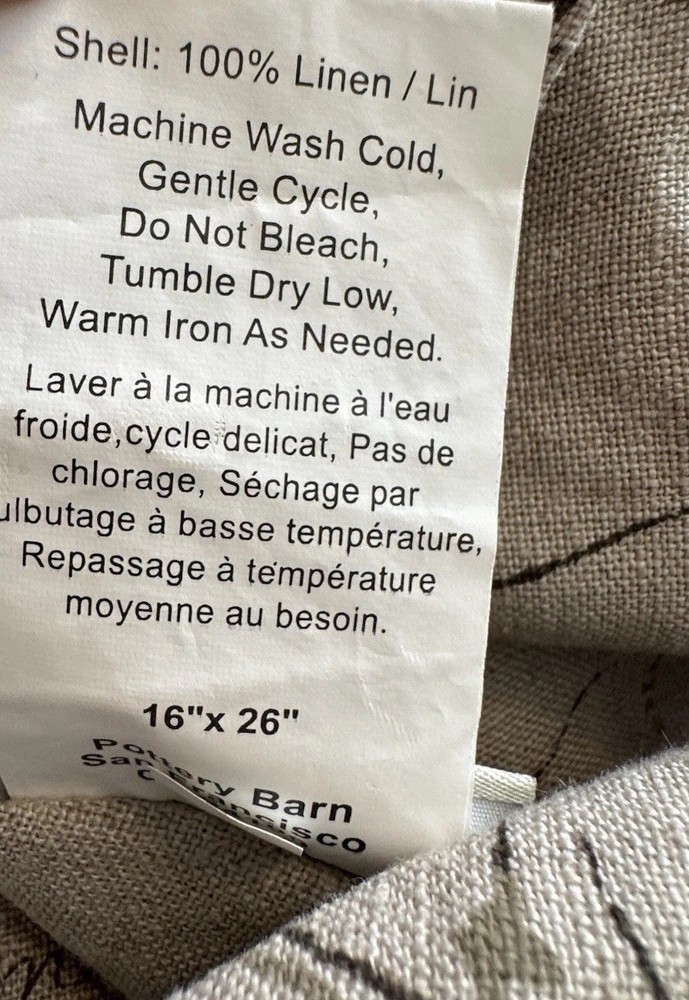 Shell: 100% Linen / Lin
Machine Wash Cold,
Gentle Cycle,
Do Not Bleach,
Tumble Dry Low,
Warm Iron As Needed.
Laver à la machine à l'eau
froide,cycle delicat, Pas de
chlorage, Séchage par
ulbutage à basse température,
Repassage à température
moyenne au besoin.
16"x 26"
Pottery Barn
San Francisco